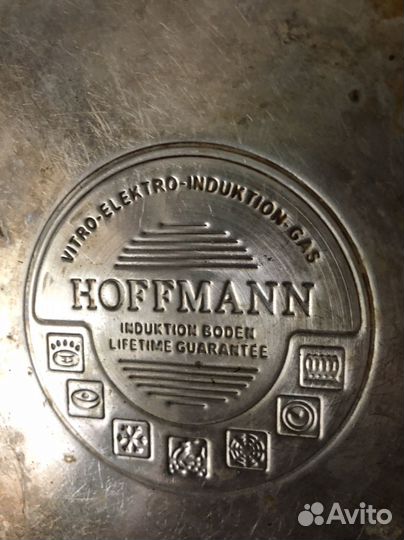 VITRO-ELEKTRO-INDUKTION-GAS
HOFFMANN
INDUKTION BODEN
LIFETIME GUARANTEE
Avito